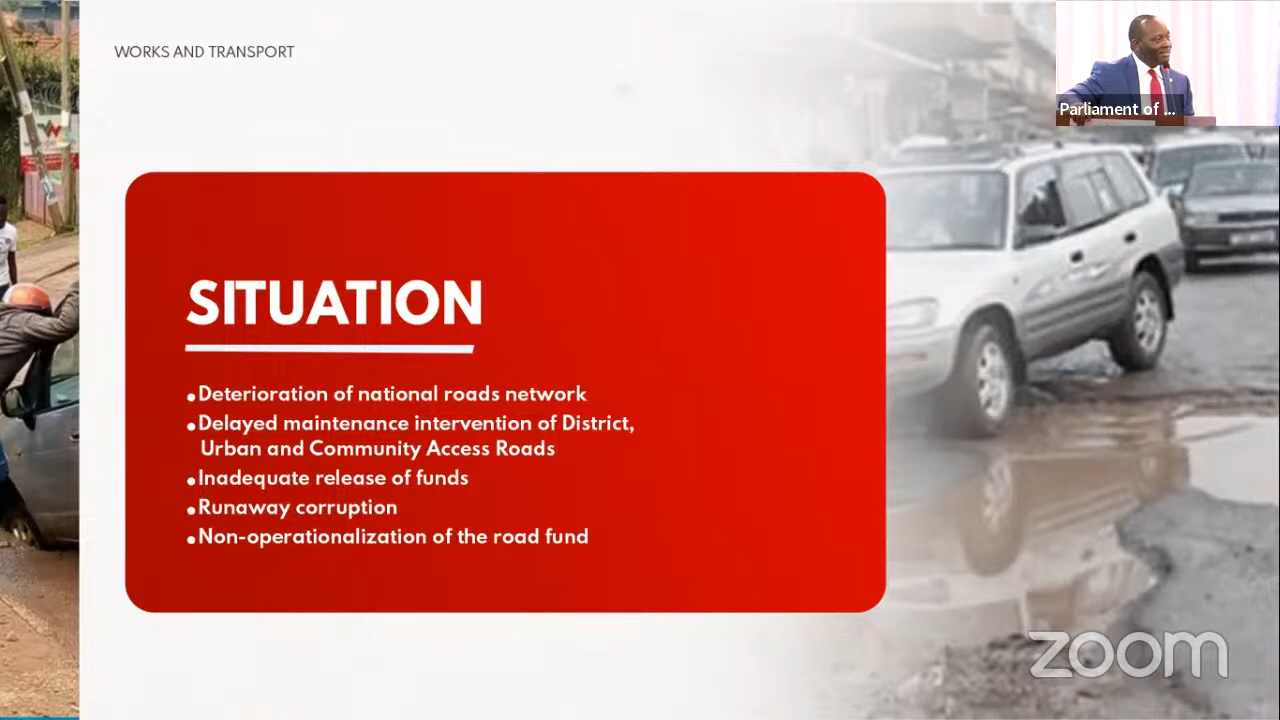 WORKS AND TRANSPORT
Parliament of ...
SITUATION
•Deterioration of national roads network
•Delayed maintenance intervention of District,
Urban and Community Access Roads
•Inadequate release of funds
•Runaway corruption
•Non-operationalization of the road fund
zoom